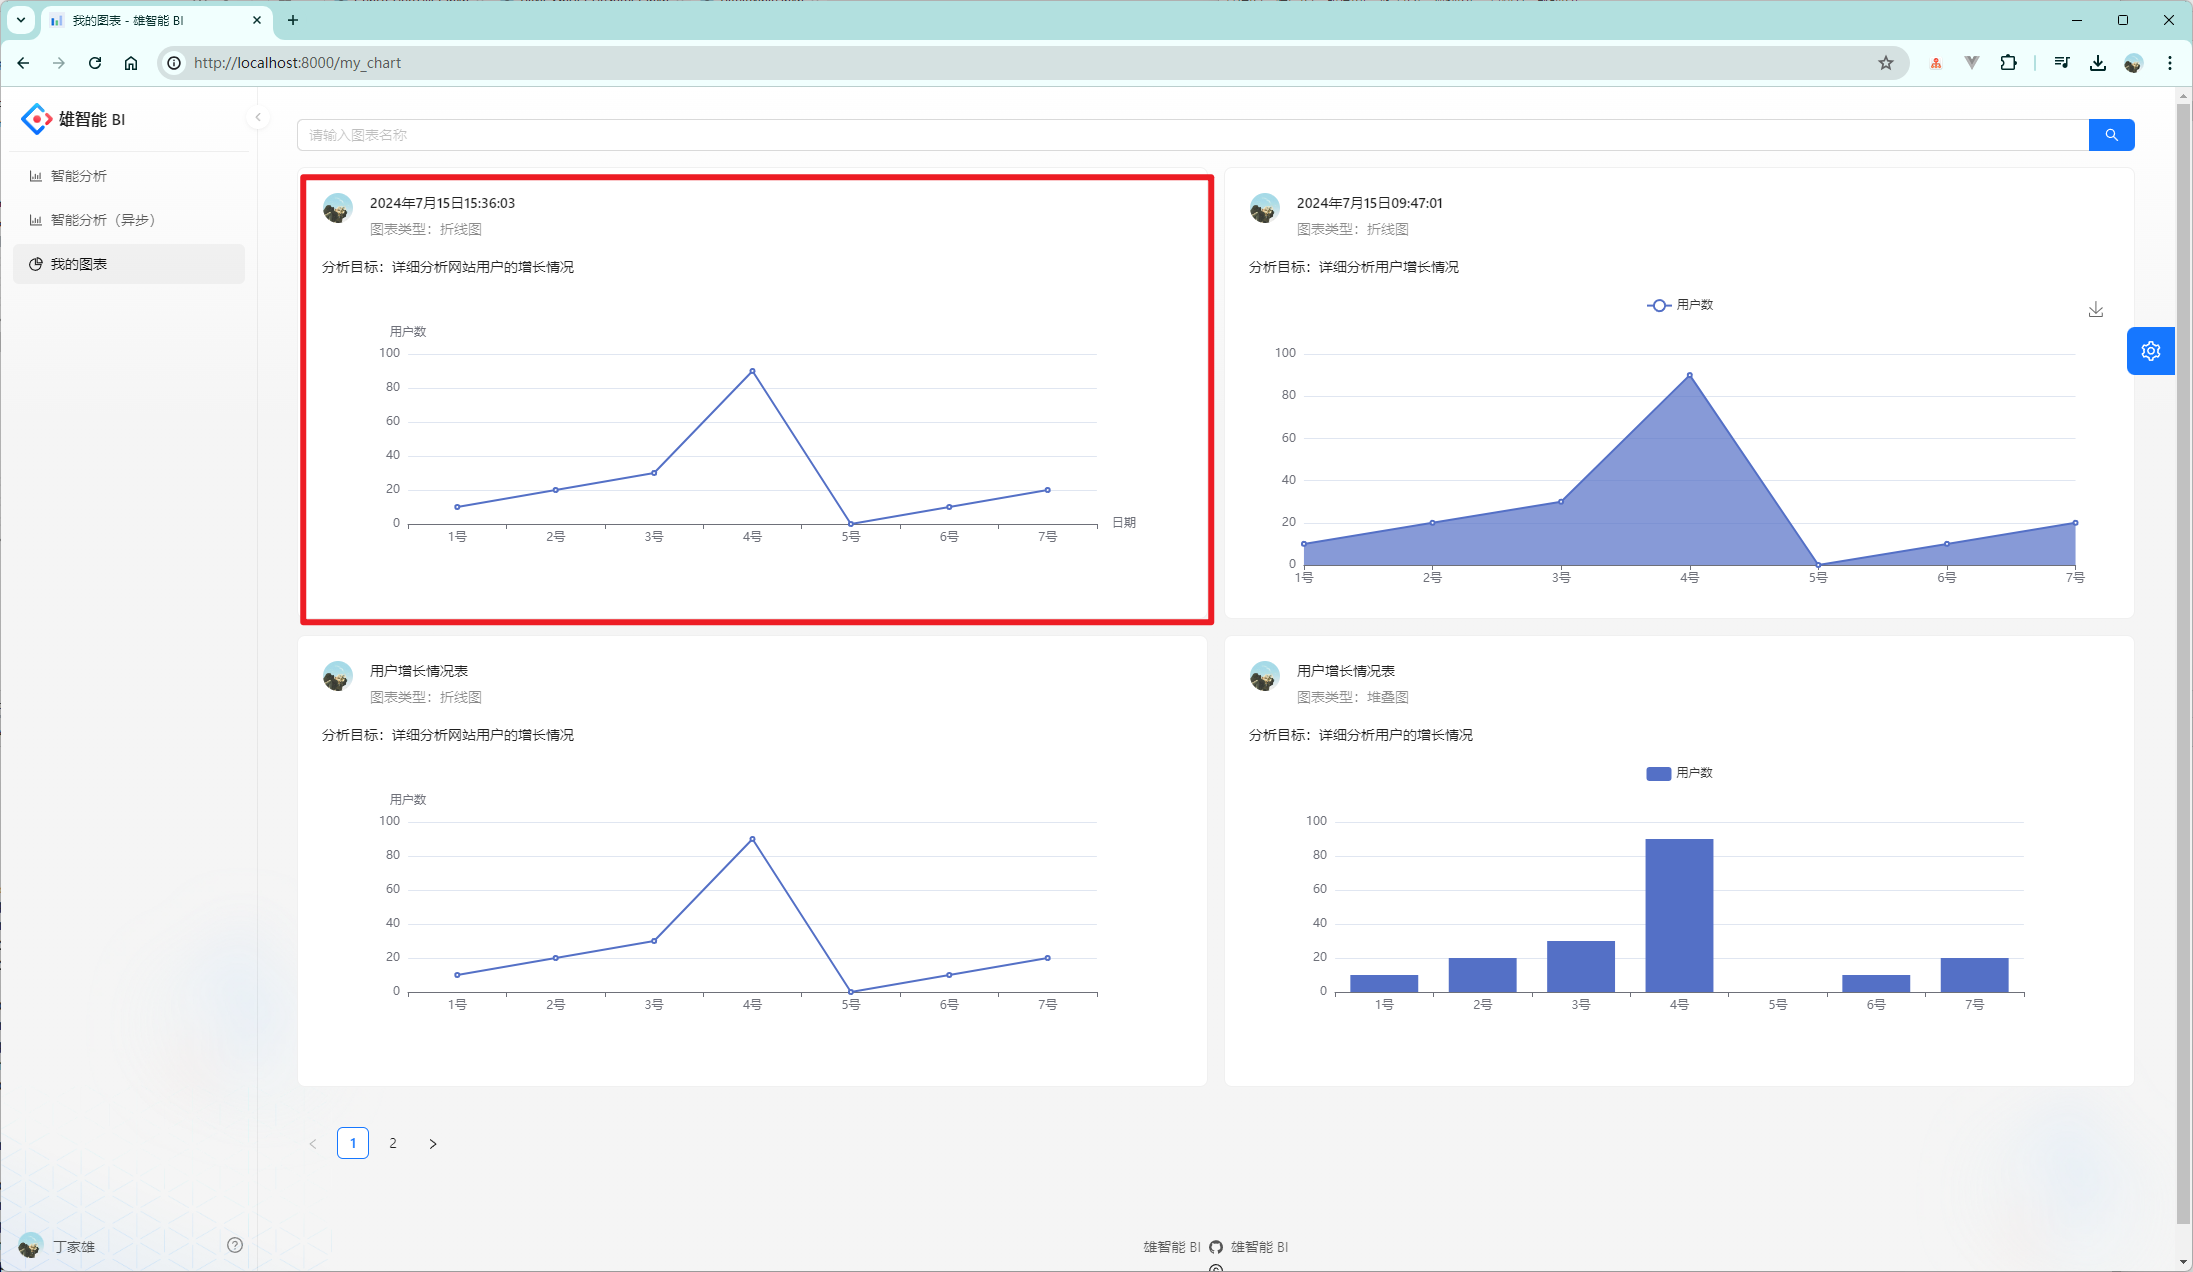 我的图表 - 雄智能 BI
http://localhost:8000/my_chart
雄智能 BI
智能分析
智能分析（异步）
我的图表
请输入图表名称
2024年7月15日15:36:03
图表类型：折线图
分析目标：详细分析网站用户的增长情况
用户数
100
80
60
40
20
0
1号 2号 3号 4号 5号 6号 7号
日期
2024年7月15日09:47:01
图表类型：折线图
分析目标：详细分析用户增长情况
用户数
100
80
60
40
20
0
1号 2号 3号 4号 5号 6号 7号
用户增长情况表
图表类型：折线图
分析目标：详细分析网站用户的增长情况
用户数
100
80
60
40
20
0
1号 2号 3号 4号 5号 6号 7号
用户增长情况表
图表类型：堆叠图
分析目标：详细分析用户的增长情况
用户数
100
80
60
40
20
0
1号 2号 3号 4号 5号 6号 7号
1 2
丁家雄
雄智能 BI 雄智能 BI